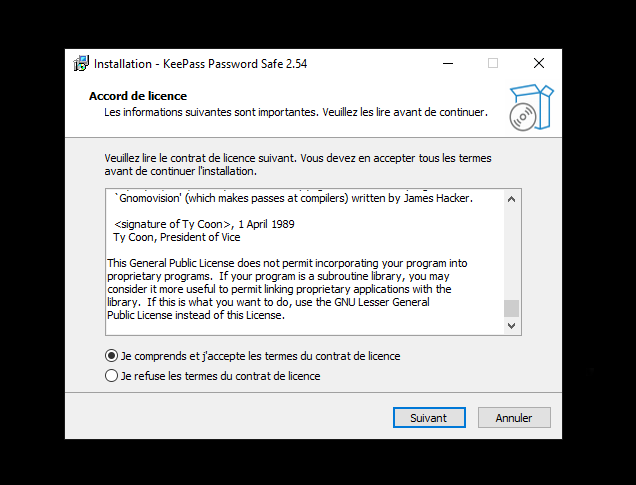 Installation - KeePass Password Safe 2.54
Accord de licence
Les informations suivantes sont importantes. Veuillez les lire avant de continuer.
Veuillez lire le contrat de licence suivant. Vous devez en accepter tous les termes
avant de continuer l'installation.
`Gnomovision' (which makes passes at compilers) written by James Hacker.
<signature of Ty Coon>, 1 April 1989
Ty Coon, President of Vice
This General Public License does not permit incorporating your program into
proprietary programs.  If your program is a subroutine library, you may
consider it more useful to permit linking proprietary applications with the
library.  If this is what you want to do, use the GNU Lesser General
Public License instead of this License.
Je comprends et j'accepte les termes du contrat de licence
Je refuse les termes du contrat de licence
Suivant
Annuler